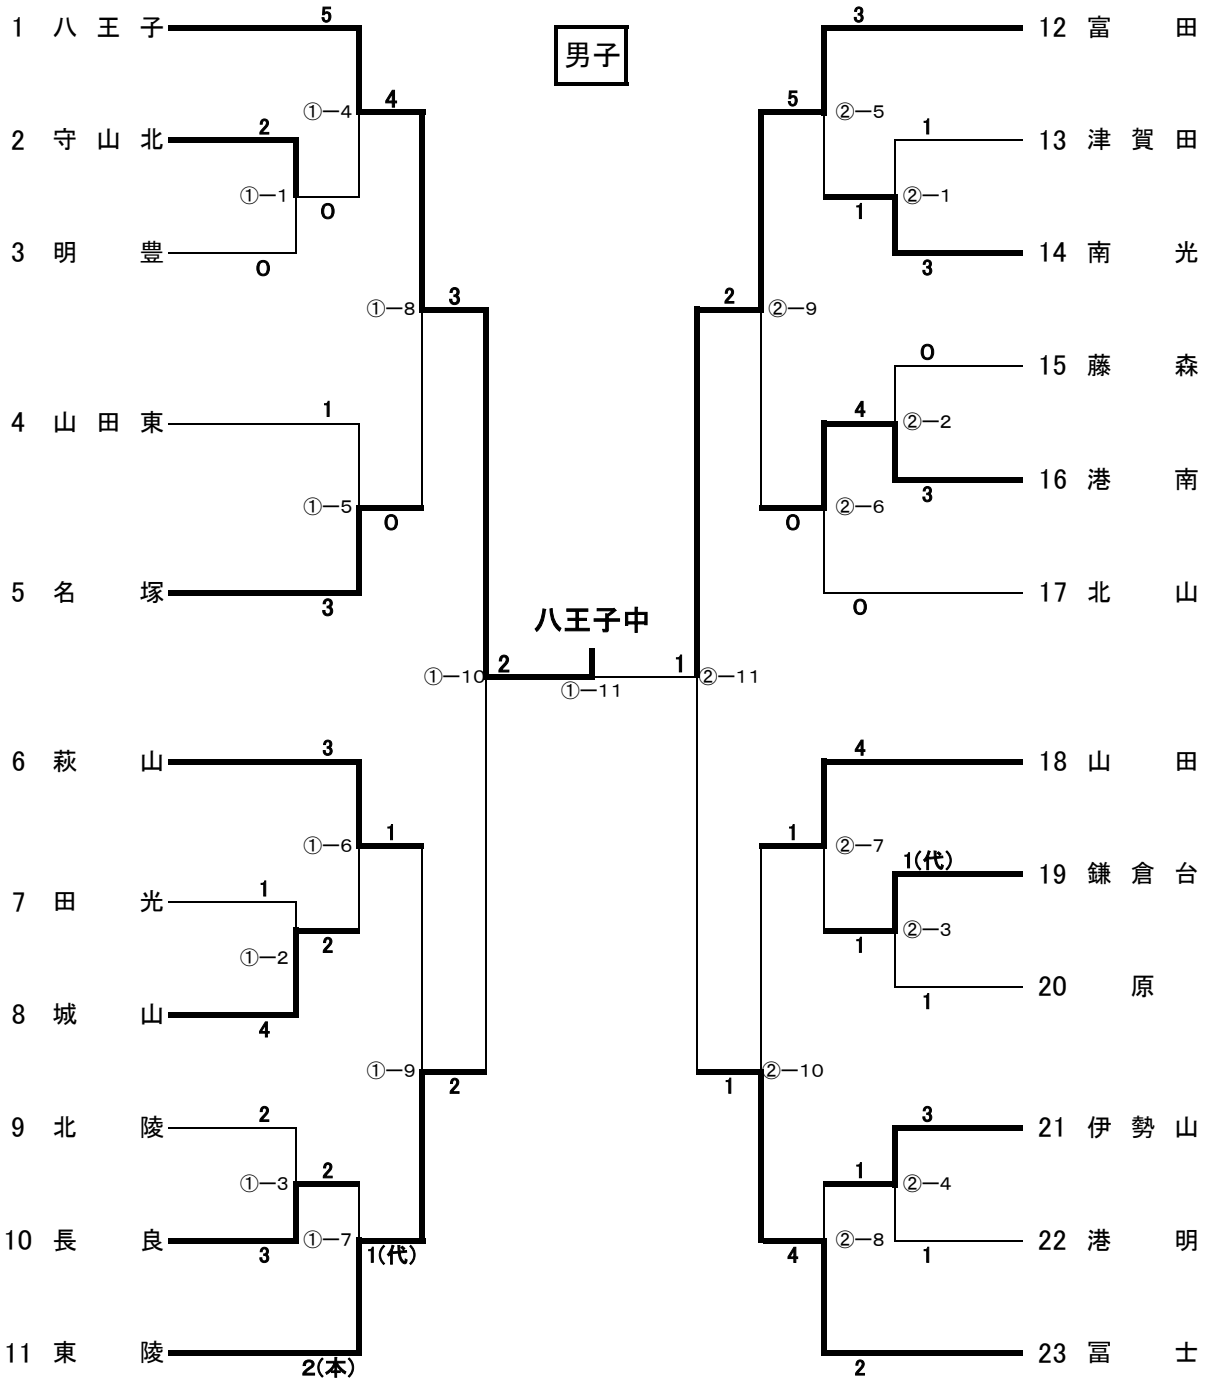 男子
5
1 八王子
①－4
4
2 守山北
2
①－1
0
3 明豊
0
①－8
3
4 山田東
1
①－5
0
5 名塚
3
八王子中
①－10
2
①－11
1
②－11
6 萩山
3
①－6
1
7 田光
1
①－2
2
8 城山
4
①－9
2
9 北陵
2
①－3
2
10 長良
3
①－7
1(代)
11 東陵
2(本)
3
12 富田
5
②－5
1
13 津賀田
②－1
1
14 南光
3
2
②－9
0
15 藤森
4
②－2
16 港南
3
0
②－6
17 北山
0
4
18 山田
1
②－7
1(代)
19 鎌倉台
1
②－3
20 原
1
1
②－10
3
21 伊勢山
1
②－4
22 港明
1
4
②－8
23 冨士
2